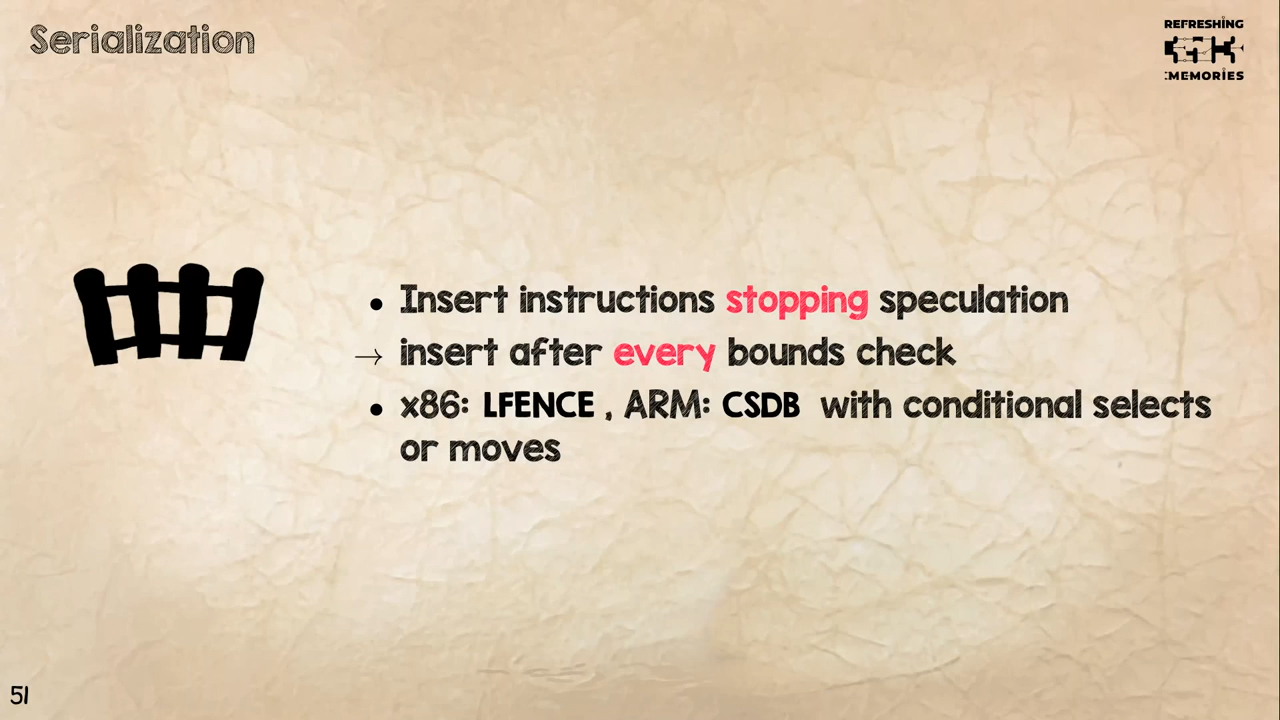 Serialization
REFRESHING
MEMORIES
• Insert instructions stopping speculation
→ insert after every bounds check
• x86: LFENCE , ARM: CSDB with conditional selects
or moves
51